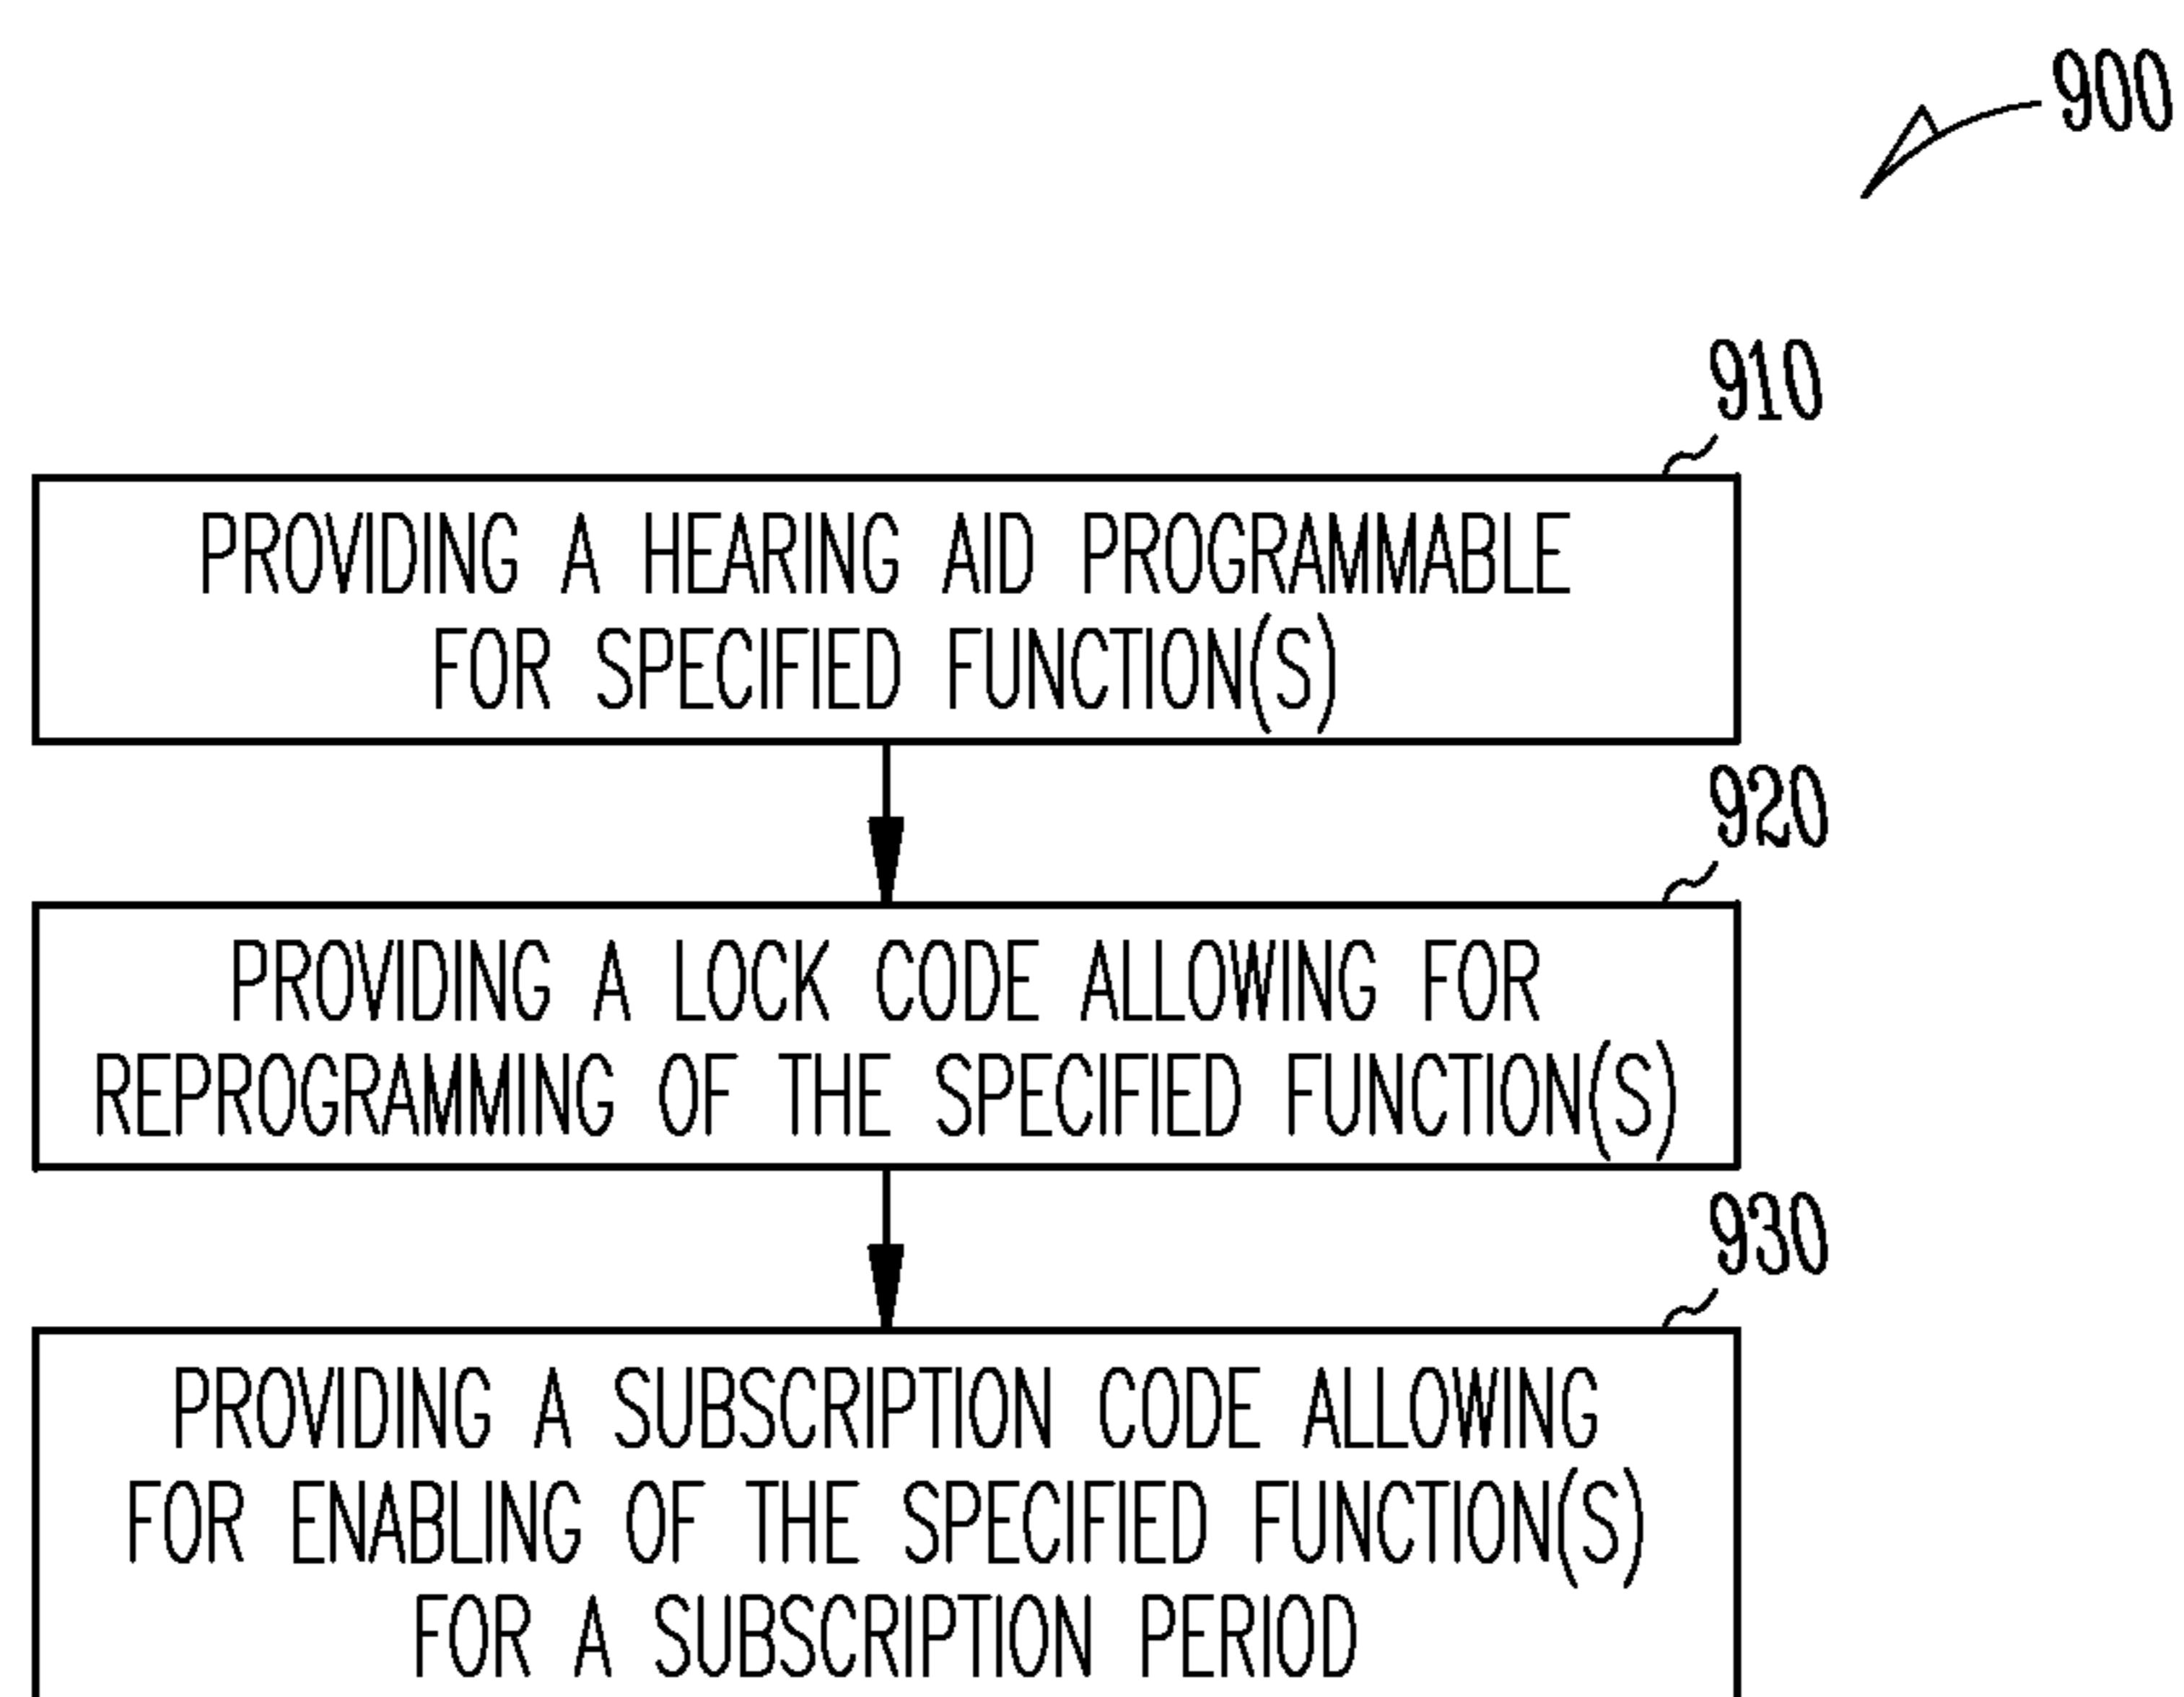 900
910
PROVIDING A HEARING AID PROGRAMMABLE
FOR SPECIFIED FUNCTION(S)
920
PROVIDING A LOCK CODE ALLOWING FOR
REPROGRAMMING OF THE SPECIFIED FUNCTION(S)
930
PROVIDING A SUBSCRIPTION CODE ALLOWING
FOR ENABLING OF THE SPECIFIED FUNCTION(S)
FOR A SUBSCRIPTION PERIOD